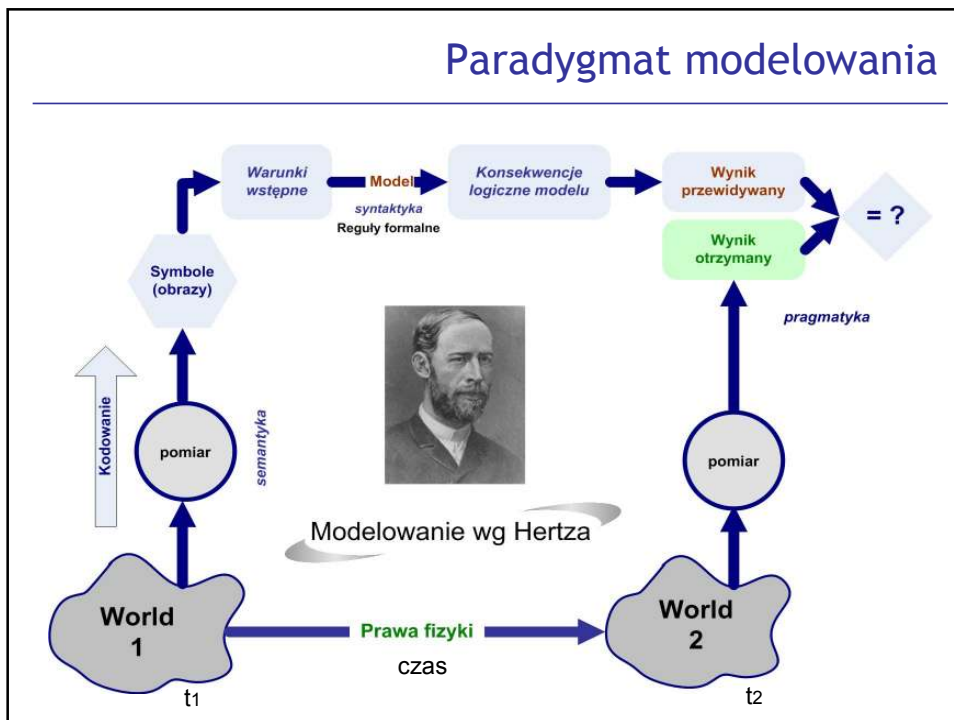 Paradygmat modelowania
Warunki
wstępne
Model
syntaktyka
Reguły formalne
Konsekwencje
logiczne modelu
Wynik
przewidywany
= ?
Wynik
otrzymany
Symbole
(obrazy)
pragmatyka
Kodowanie
pomiar
semantyka
pomiar
Modelowanie wg Hertza
World
1
Prawa fizyki
World
2
czas
t1
t2